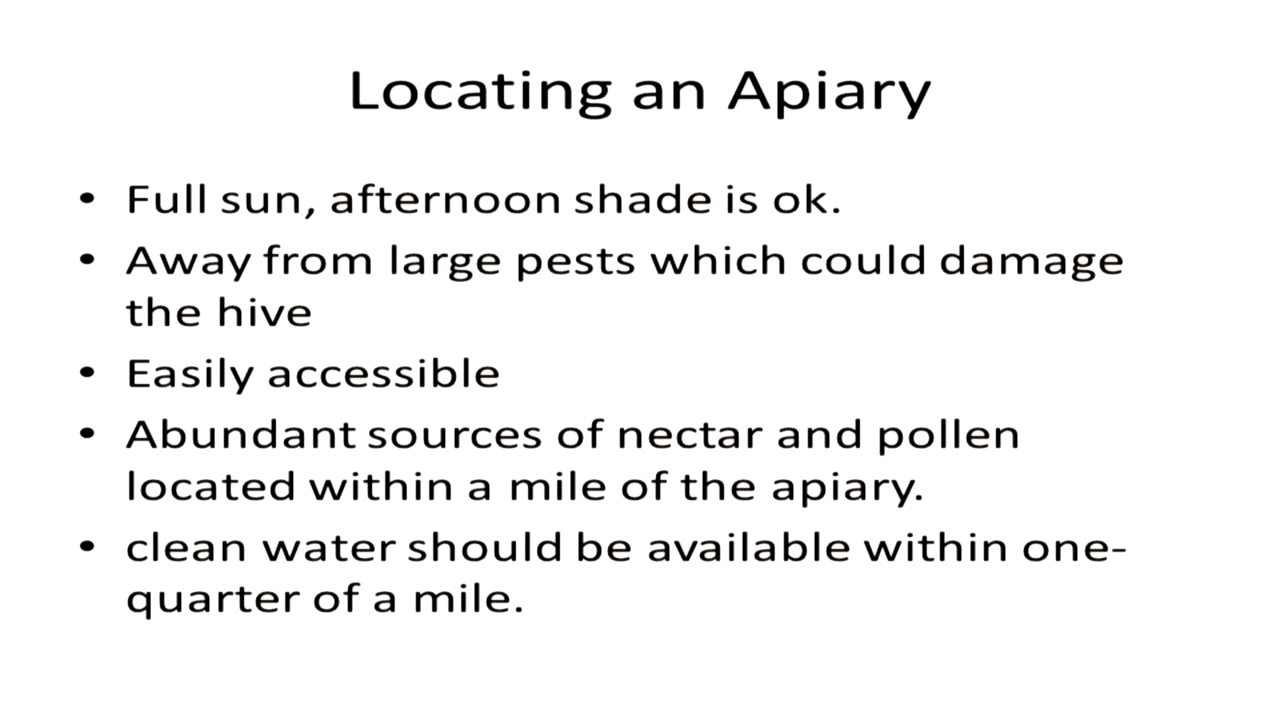 Locating an Apiary
• Full sun, afternoon shade is ok.
• Away from large pests which could damage
the hive
• Easily accessible
• Abundant sources of nectar and pollen
located within a mile of the apiary.
• clean water should be available within one-
quarter of a mile.